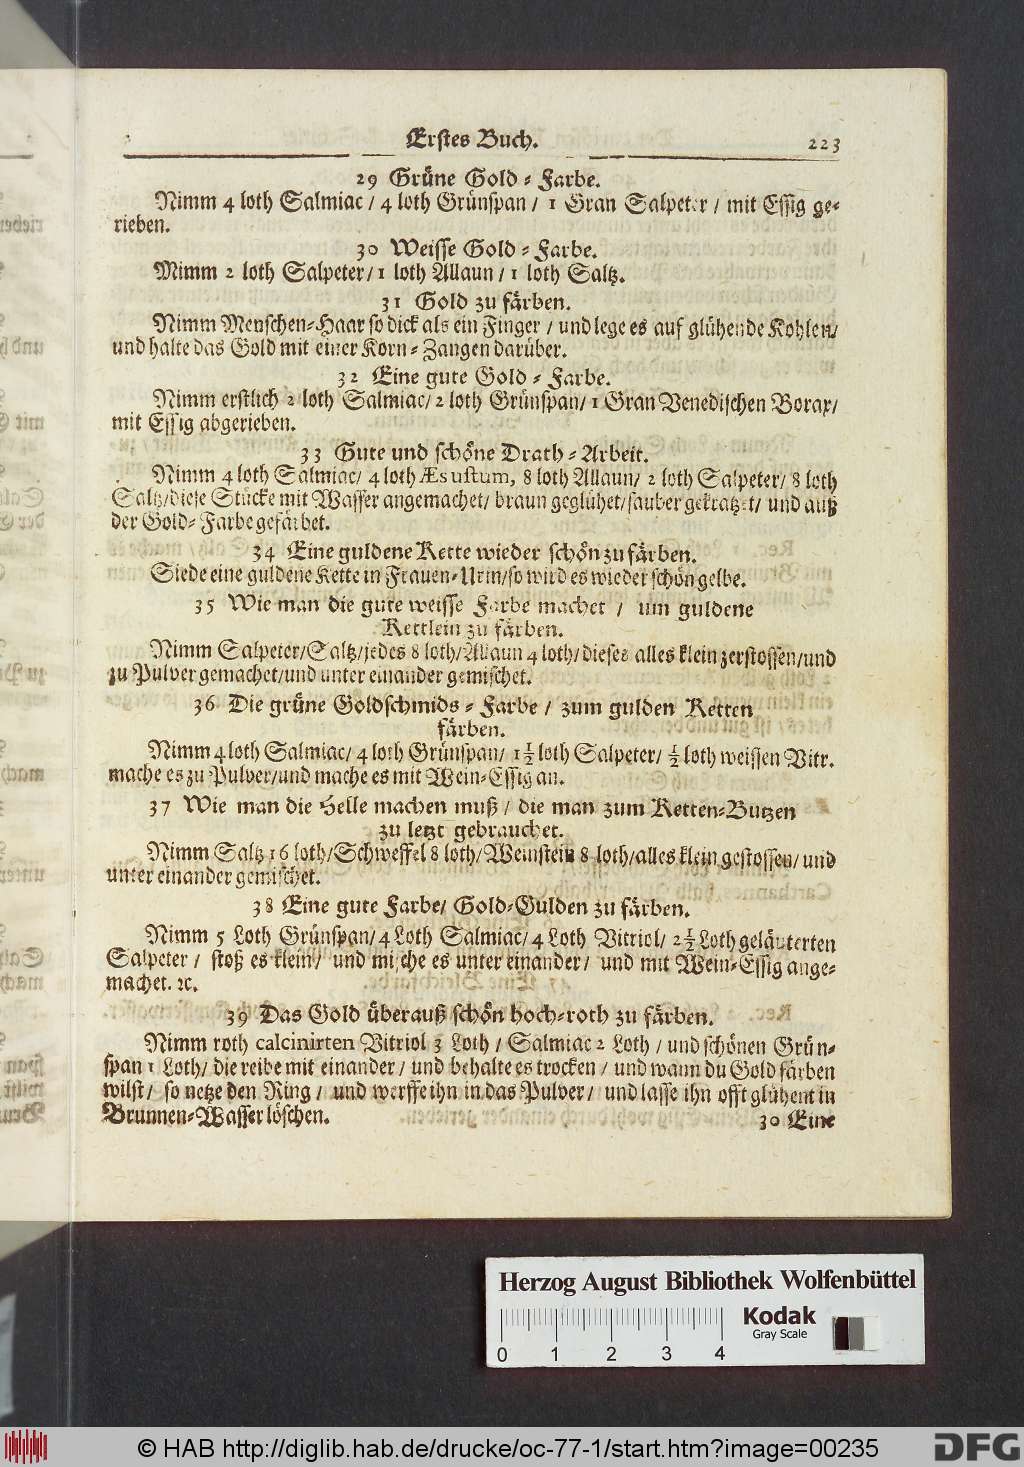 Erstes Buch. 223
29 Grüne Gold-Farbe.
Nimm 4 loth Salmiac / 4 loth Grünspan / 1 Gran Salpeter / mit Essig ge-
rieben.
30 Weisse Gold-Farbe.
Mimm 2 loth Salpeter/ 1 loth Allaun / 1 loth Saltz.
31 Gold zu färben.
Nimm Menschen-Haar so dick als ein Finger / und lege es auf glühende Kohlen/
und halte das Gold mit einer Korn-Zangen darüber.
32 Eine gute Gold-Farbe.
Nimm erstlich 2 loth Salmiac/ 2 loth Grünspan/ 1 Gran Venedischen Borax/
mit Essig abgerieben.
33 Gute und schöne Drath-Arbeit.
Nimm 4 loth Salmiac/ 4 loth Æs ustum, 8 loth Allaun/ 2 loth Salpeter/ 8 loth
Saltz/diese Stücke mit Wasser angemacht/ braun geglühet/sauber gekratzet/ und auß
der Gold-Farbe gefärbet.
34 Eine guldene Kette wieder schön zu färben.
Siede eine guldene Kette in Frauen-Urin/so wird es wieder schön gelbe.
35 Wie man die gute weisse Farbe machet / um guldene
Kettlein zu färben.
Nimm Salpeter/Saltz/jedes 8 loth/Allaun 4 loth/dieses alles klein zerstossen/und
zu Pulver gemachet/und unter einander gemischet.
36 Die grüne Goldschmids-Farbe / zum gulden Ketten
färben.
Nimm 4 loth Salmiac/ 4 loth Grünspan/ 1½ loth Salpeter/ ½ loth weissen Vitr.
mache es zu Pulver/und mache es mit Wein-Essig an.
37 Wie man die Helle machen muß / die man zum Ketten-Butzen
zu letzt gebrauchet.
Nimm Saltz 16 loth/Schweffel 8 loth/Weinstein 8 loth/alles klein gestossen/ und
unter einander gemischet.
38 Eine gute Farbe/ Gold-Gulden zu färben.
Nimm 5 Loth Grünspan/ 4 Loth Salmiac/ 4 Loth Vitriol/ 2½ Loth geläuterten
Salpeter / stoß es klein/ und mische es unter einander/ und mit Wein-Essig ange-
machet. ꝛc.
39 Das Gold überauß schön hoch-roth zu färben.
Nimm roth calcinirten Vitriol 3 Loth / Salmiac 2 Loth / und schönen Grün-
span 1 Loth/ die reibe mit einander / und behalte es trocken / und wann du Gold färben
wilst/ so netze den Ring / und werffe ihn in das Pulver/ und lasse ihn offt glühem in
Brunnen-Wasser löschen.
30 Eine
Herzog August Bibliothek Wolfenbüttel
Kodak
Gray Scale
0 1 2 3 4
© HAB http://diglib.hab.de/drucke/oc-77-1/start.htm?image=00235
DFG